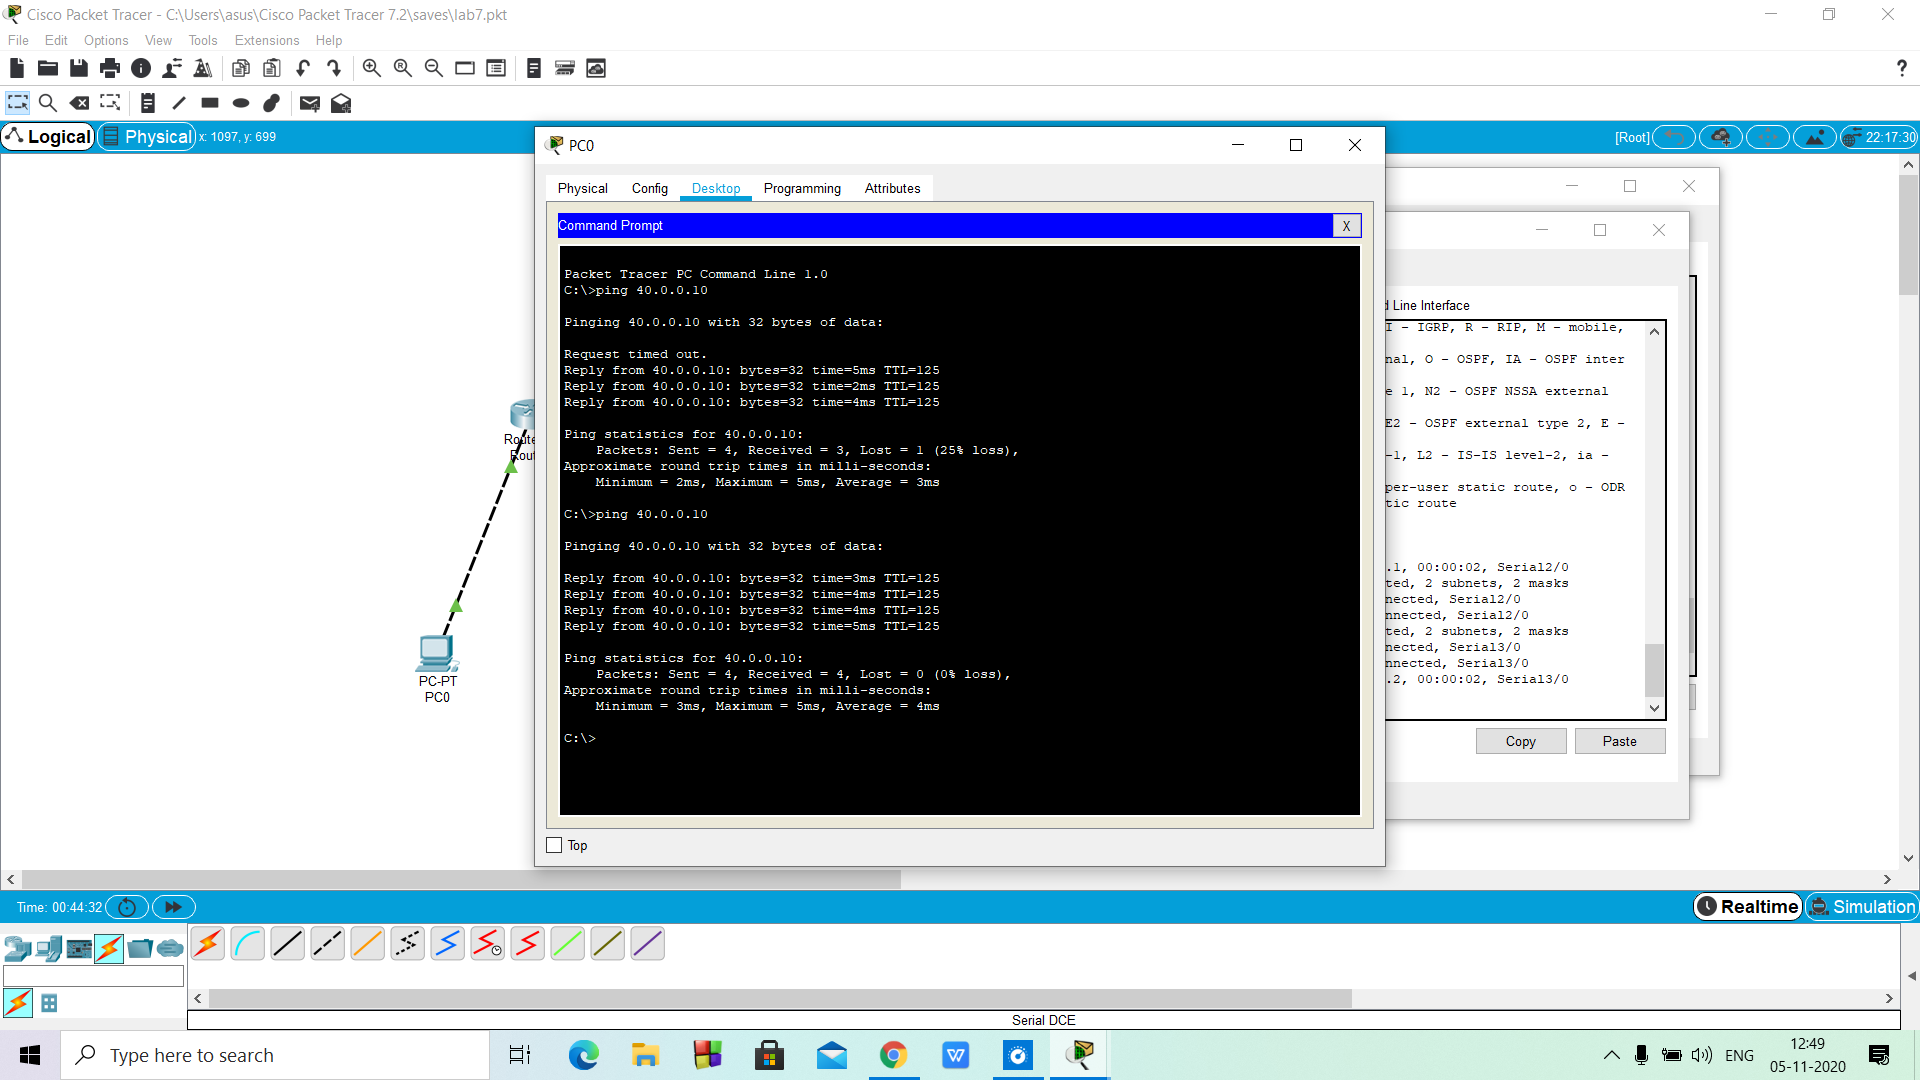 Cisco Packet Tracer - C:\Users\asus\Cisco Packet Tracer 7.2\saves\lab7.pkt
File Edit Options View Tools Extensions Help
?
Logical Physical x: 1097, y: 699
[Root] 22:17:30
PC0
Physical Config Desktop Programming Attributes
Command Prompt
X
Packet Tracer PC Command Line 1.0
C:\>ping 40.0.0.10
Pinging 40.0.0.10 with 32 bytes of data:
Request timed out.
Reply from 40.0.0.10: bytes=32 time=5ms TTL=125
Reply from 40.0.0.10: bytes=32 time=2ms TTL=125
Reply from 40.0.0.10: bytes=32 time=4ms TTL=125
Ping statistics for 40.0.0.10:
Packets: Sent = 4, Received = 3, Lost = 1 (25% loss),
Approximate round trip times in milli-seconds:
Minimum = 2ms, Maximum = 5ms, Average = 3ms
C:\>ping 40.0.0.10
Pinging 40.0.0.10 with 32 bytes of data:
Reply from 40.0.0.10: bytes=32 time=3ms TTL=125
Reply from 40.0.0.10: bytes=32 time=4ms TTL=125
Reply from 40.0.0.10: bytes=32 time=4ms TTL=125
Reply from 40.0.0.10: bytes=32 time=5ms TTL=125
Ping statistics for 40.0.0.10:
Packets: Sent = 4, Received = 4, Lost = 0 (0% loss),
Approximate round trip times in milli-seconds:
Minimum = 3ms, Maximum = 5ms, Average = 4ms
C:\>
Top
d Line Interface
I - IGRP, R - RIP, M - mobile,
nal, O - OSPF, IA - OSPF inter
e 1, N2 - OSPF NSSA external
E2 - OSPF external type 2, E -
-1, L2 - IS-IS level-2, ia -
per-user static route, o - ODR
tic route
.1, 00:00:02, Serial2/0
ted, 2 subnets, 2 masks
nected, Serial2/0
nnected, Serial2/0
ted, 2 subnets, 2 masks
nected, Serial3/0
nnected, Serial3/0
.2, 00:00:02, Serial3/0
Copy Paste
Route
Rout
PC-PT
PC0
Time: 00:44:32
Realtime Simulation
Serial DCE
Type here to search
W
ENG
12:49
05-11-2020